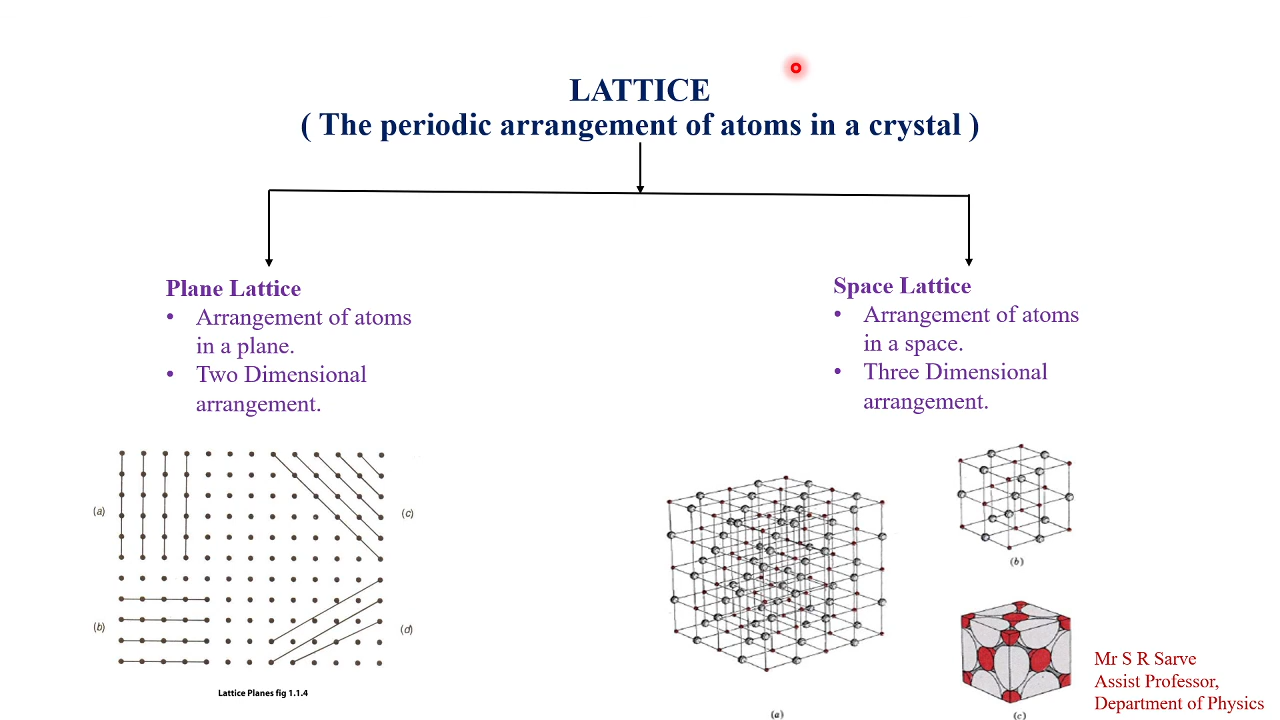 LATTICE
( The periodic arrangement of atoms in a crystal )
Plane Lattice
• Arrangement of atoms
in a plane.
• Two Dimensional
arrangement.
Space Lattice
• Arrangement of atoms
in a space.
• Three Dimensional
arrangement.
(a)
(c)
(b)
(d)
Lattice Planes fig 1.1.4
(a)
(b)
(c)
Mr S R Sarve
Assist Professor,
Department of Physics